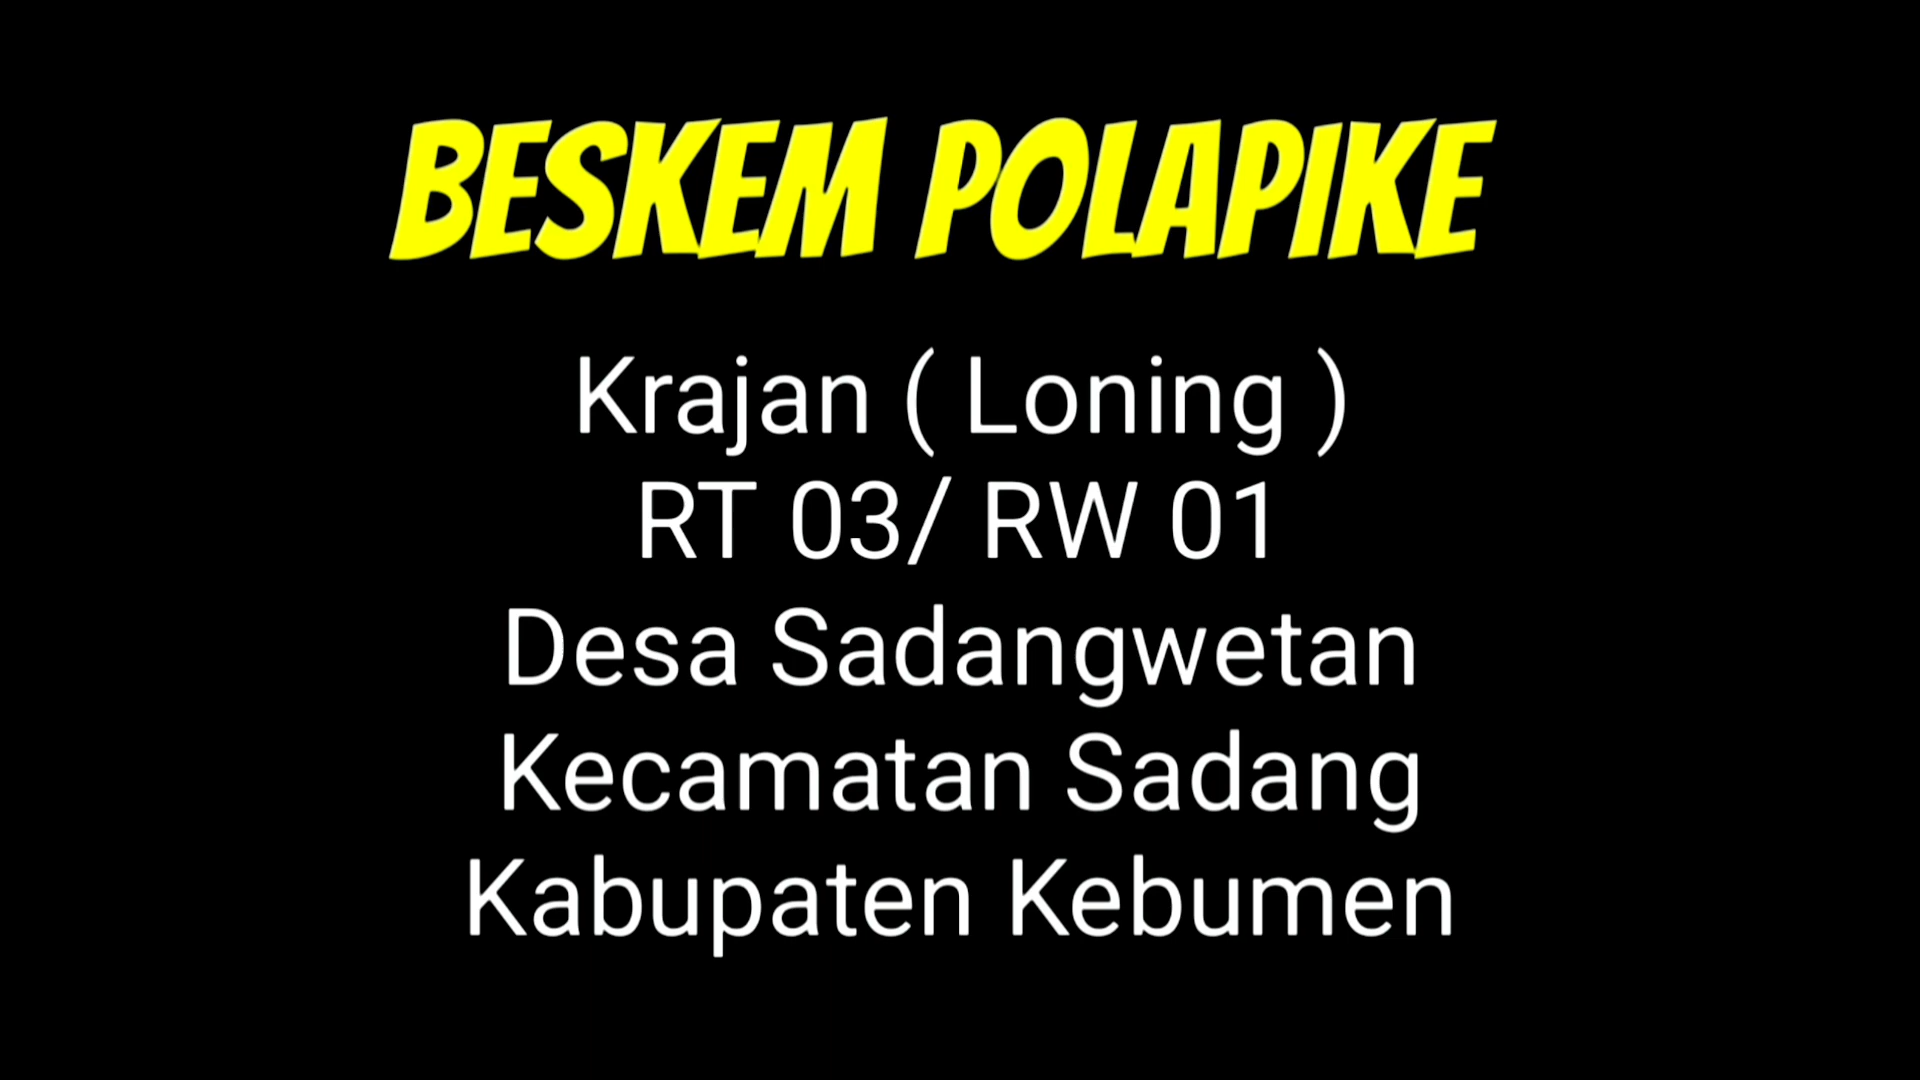 BESKEM POLAPIKE
Krajan ( Loning )
RT 03/ RW 01
Desa Sadangwetan
Kecamatan Sadang
Kabupaten Kebumen